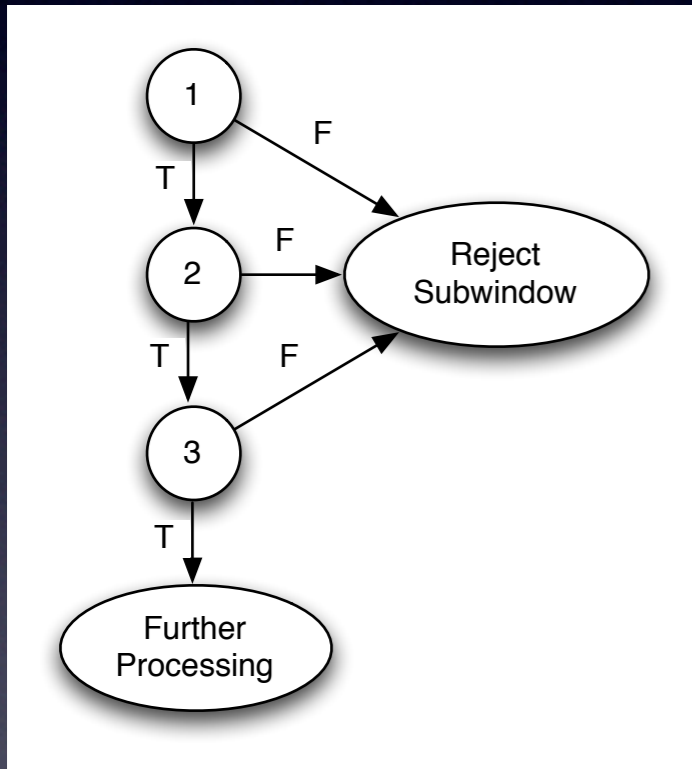 1
F
T
2
F
Reject
Subwindow
T
F
3
T
Further
Processing